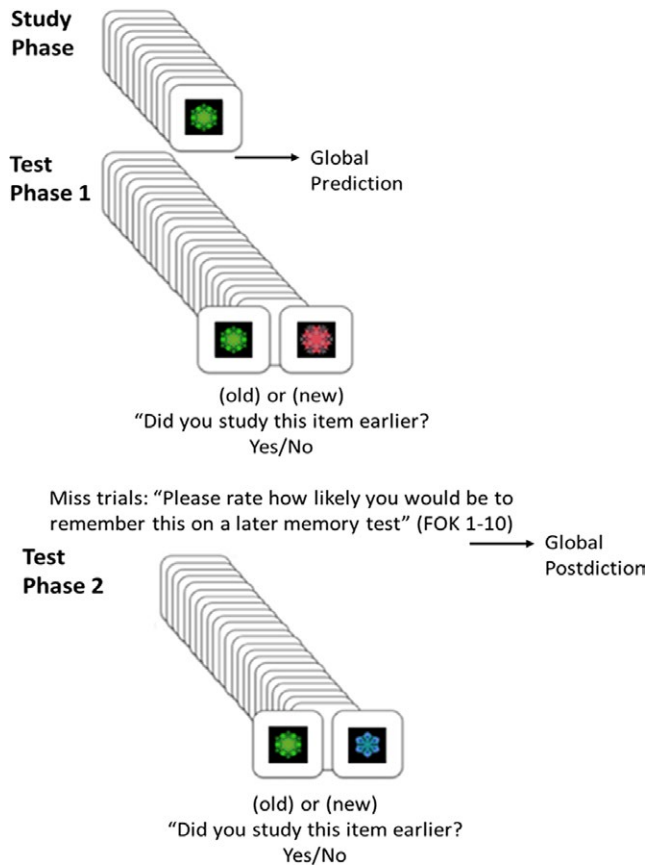 Study
Phase
Global
Prediction
Test
Phase 1
(old) or (new)
“Did you study this item earlier?
Yes/No
Miss trials: “Please rate how likely you would be to
remember this on a later memory test” (FOK 1-10)
Global
Postdiction
Test
Phase 2
(old) or (new)
“Did you study this item earlier?
Yes/No